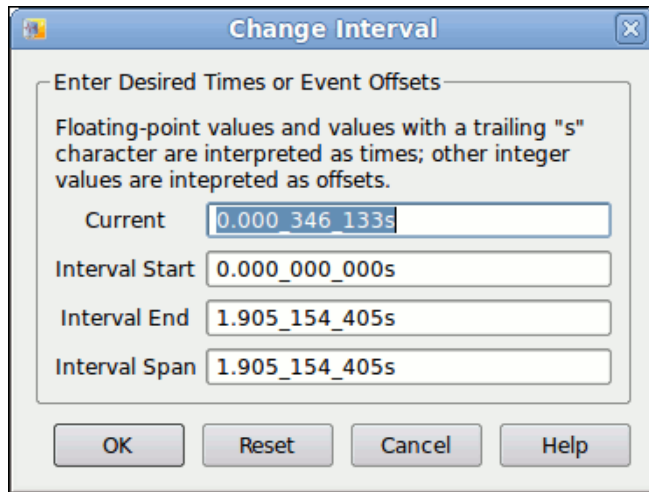 Change Interval
Enter Desired Times or Event Offsets
Floating-point values and values with a trailing "s"
character are interpreted as times; other integer
values are intepreted as offsets.
Current 0.000_346_133s
Interval Start 0.000_000_000s
Interval End 1.905_154_405s
Interval Span 1.905_154_405s
OK Reset Cancel Help